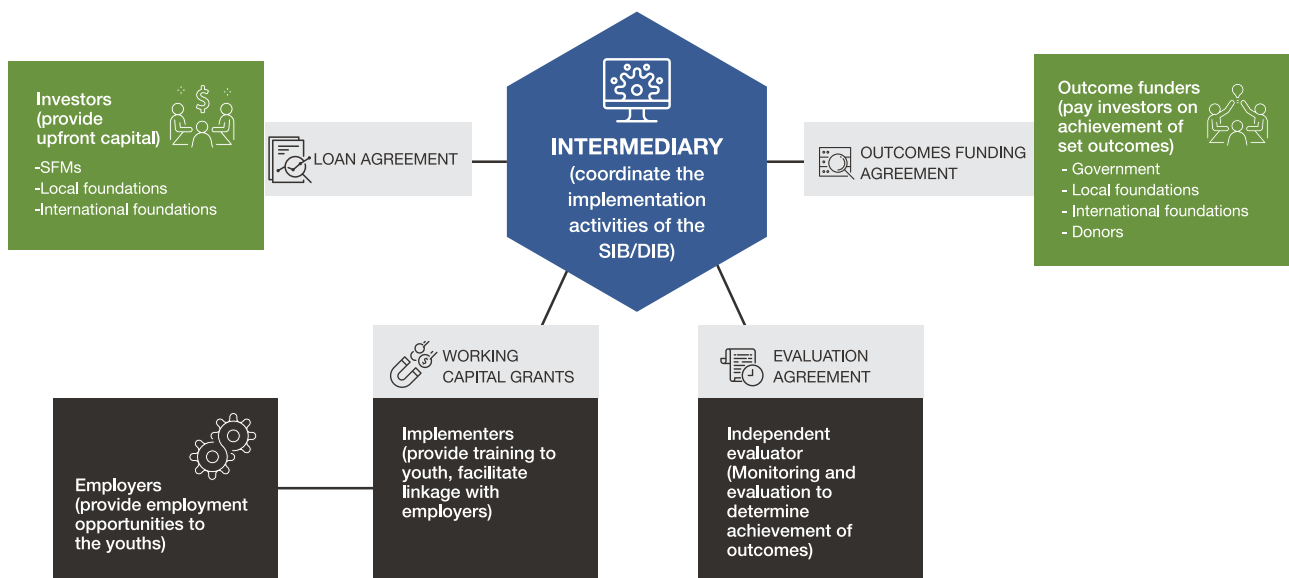 Investors
(provide
upfront capital)
-SFMs
-Local foundations
-International foundations
LOAN AGREEMENT
INTERMEDIARY
(coordinate the
implementation
activities of the
SIB/DIB)
OUTCOMES FUNDING
AGREEMENT
Outcome funders
(pay investors on
achievement of
set outcomes)
- Government
- Local foundations
- International foundations
- Donors
WORKING
CAPITAL GRANTS
EVALUATION
AGREEMENT
Employers
(provide employment
opportunities to
the youths)
Implementers
(provide training to
youth, facilitate
linkage with
employers)
Independent
evaluator
(Monitoring and
evaluation to
determine
achievement of
outcomes)